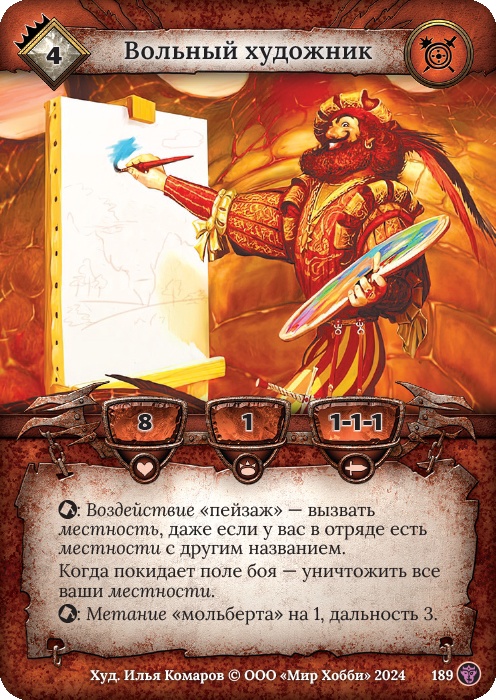 4
Вольный художник
8
1
1-1-1
: Воздействие «пейзаж» — вызвать
местность, даже если у вас в отряде есть
местности с другим названием.
Когда покидает поле боя — уничтожить все
ваши местности.
: Метание «мольберта» на 1, дальность 3.
Худ. Илья Комаров © ООО «Мир Хобби» 2024
189